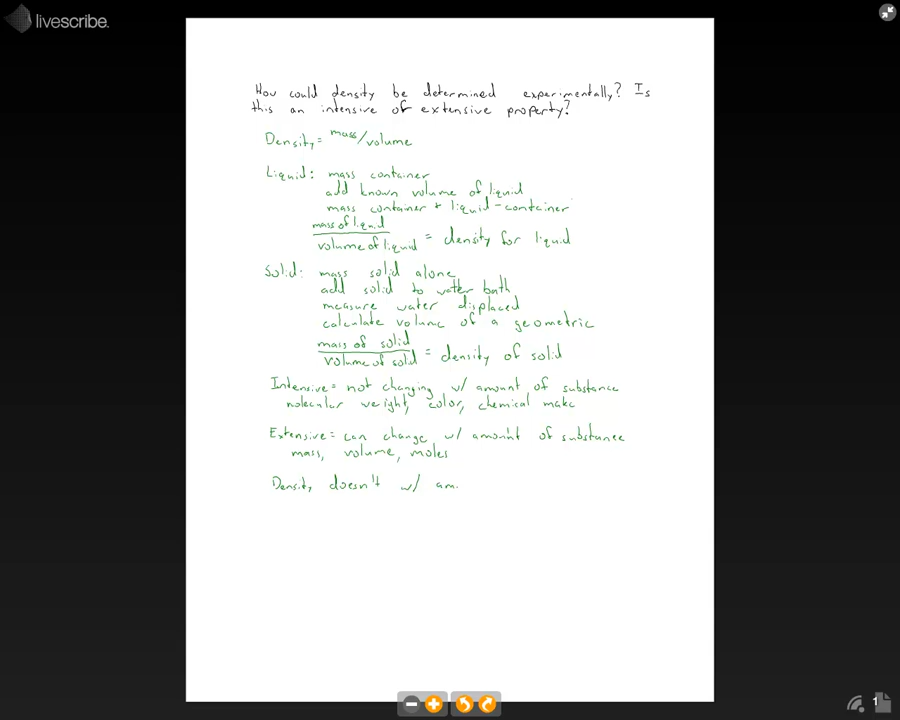 livescribe.
How could density be determined experimentally? Is
this an intensive of extensive property?
Density = mass/volume
Liquid: mass container
add known volume of liquid
mass container + liquid - container
mass of liquid
volume of liquid = density for liquid
Solid: mass solid alone
add solid to water bath
measure water displaced
calculate volume of a geometric
mass of solid
volume of solid = density of solid
Intensive = not changing w/ amount of substance
molecular weight, color, chemical make
Extensive = can change w/ amount of substance
mass, volume, moles
Density doesn't w/ am.
1